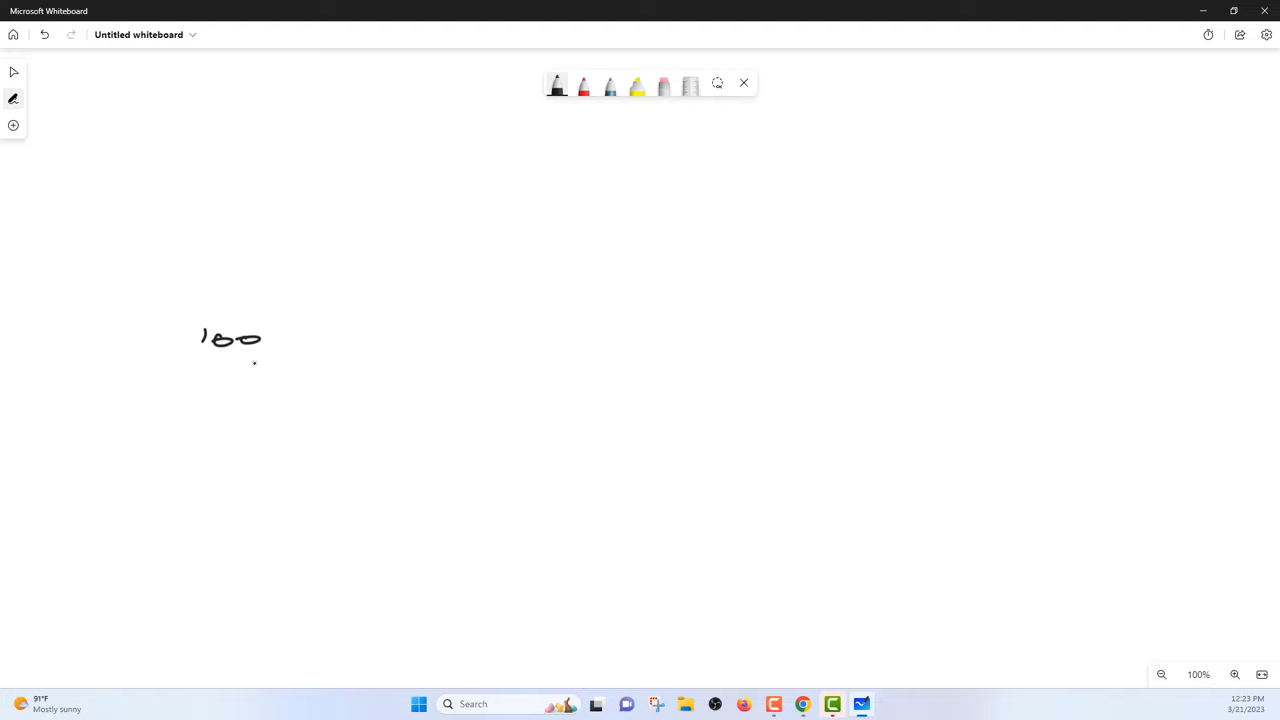 Microsoft Whiteboard
Untitled whiteboard
100
100%
91°F
Mostly sunny
Search
12:23 PM
3/21/2023